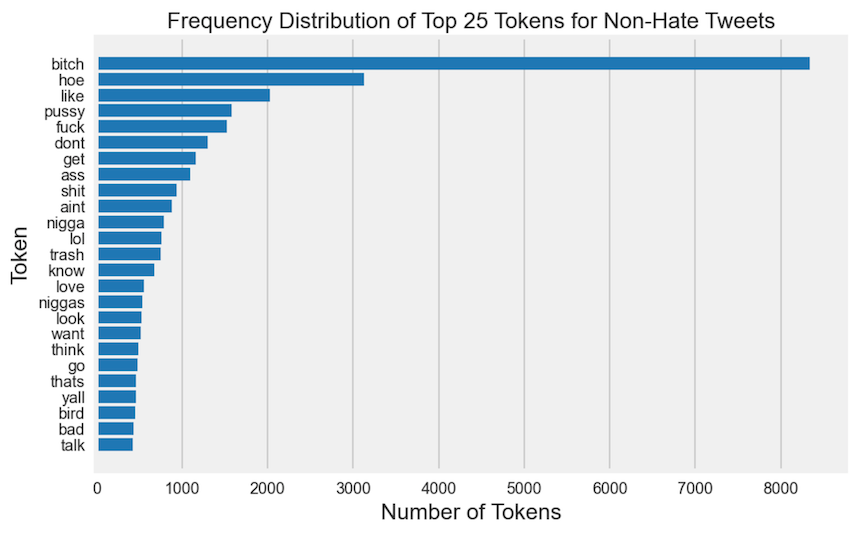 Frequency Distribution of Top 25 Tokens for Non-Hate Tweets
Token
bitch
hoe
like
pussy
fuck
dont
get
ass
shit
aint
nigga
lol
trash
know
love
niggas
look
want
think
go
thats
yall
bird
bad
talk
0 1000 2000 3000 4000 5000 6000 7000 8000
Number of Tokens